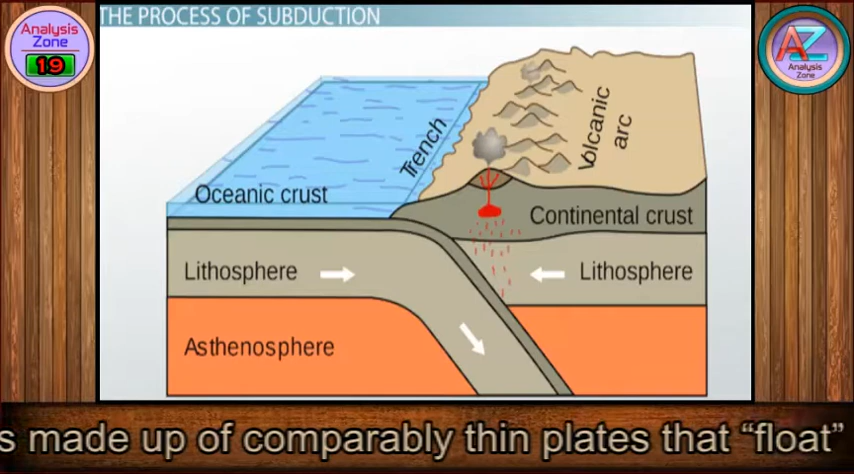 THE PROCESS OF SUBDUCTION
Analysis
Zone
19
AZ
Analysis
Zone
Trench
Volcanic
arc
Oceanic crust
Continental crust
Lithosphere
Lithosphere
Asthenosphere
s made up of comparably thin plates that “float”